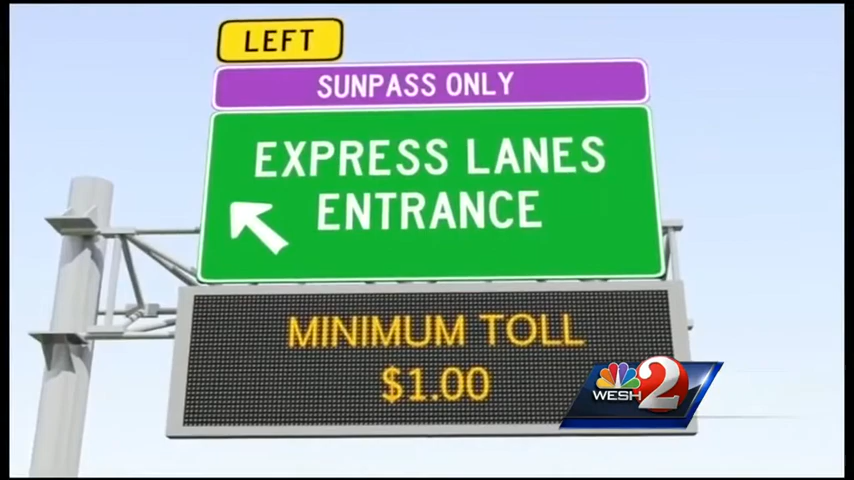 LEFT
SUNPASS ONLY
EXPRESS LANES
ENTRANCE
MINIMUM TOLL
$1.00
WESH 2